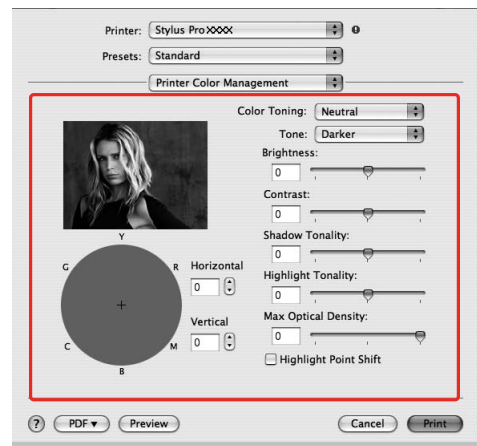 Printer: Stylus Pro XXXX
Presets: Standard
Printer Color Management
Color Toning: Neutral
Tone: Darker
Brightness:
0
Contrast:
0
Shadow Tonality:
0
Highlight Tonality:
0
Max Optical Density:
0
Highlight Point Shift
Y
G R
C M
B
Horizontal
0
Vertical
0
? PDF▼ Preview Cancel Print